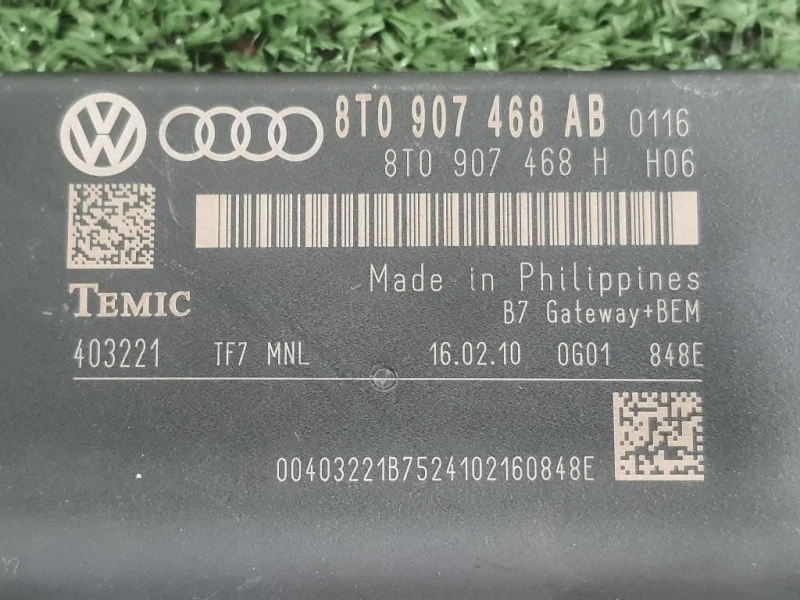 8T0 907 468 AB 0116
8T0 907 468 H H06
Made in Philippines
TEMIC
B7 Gateway+BEM
403221 TF7 MNL 16.02.10 0G01 848E
00403221B7524102160848E